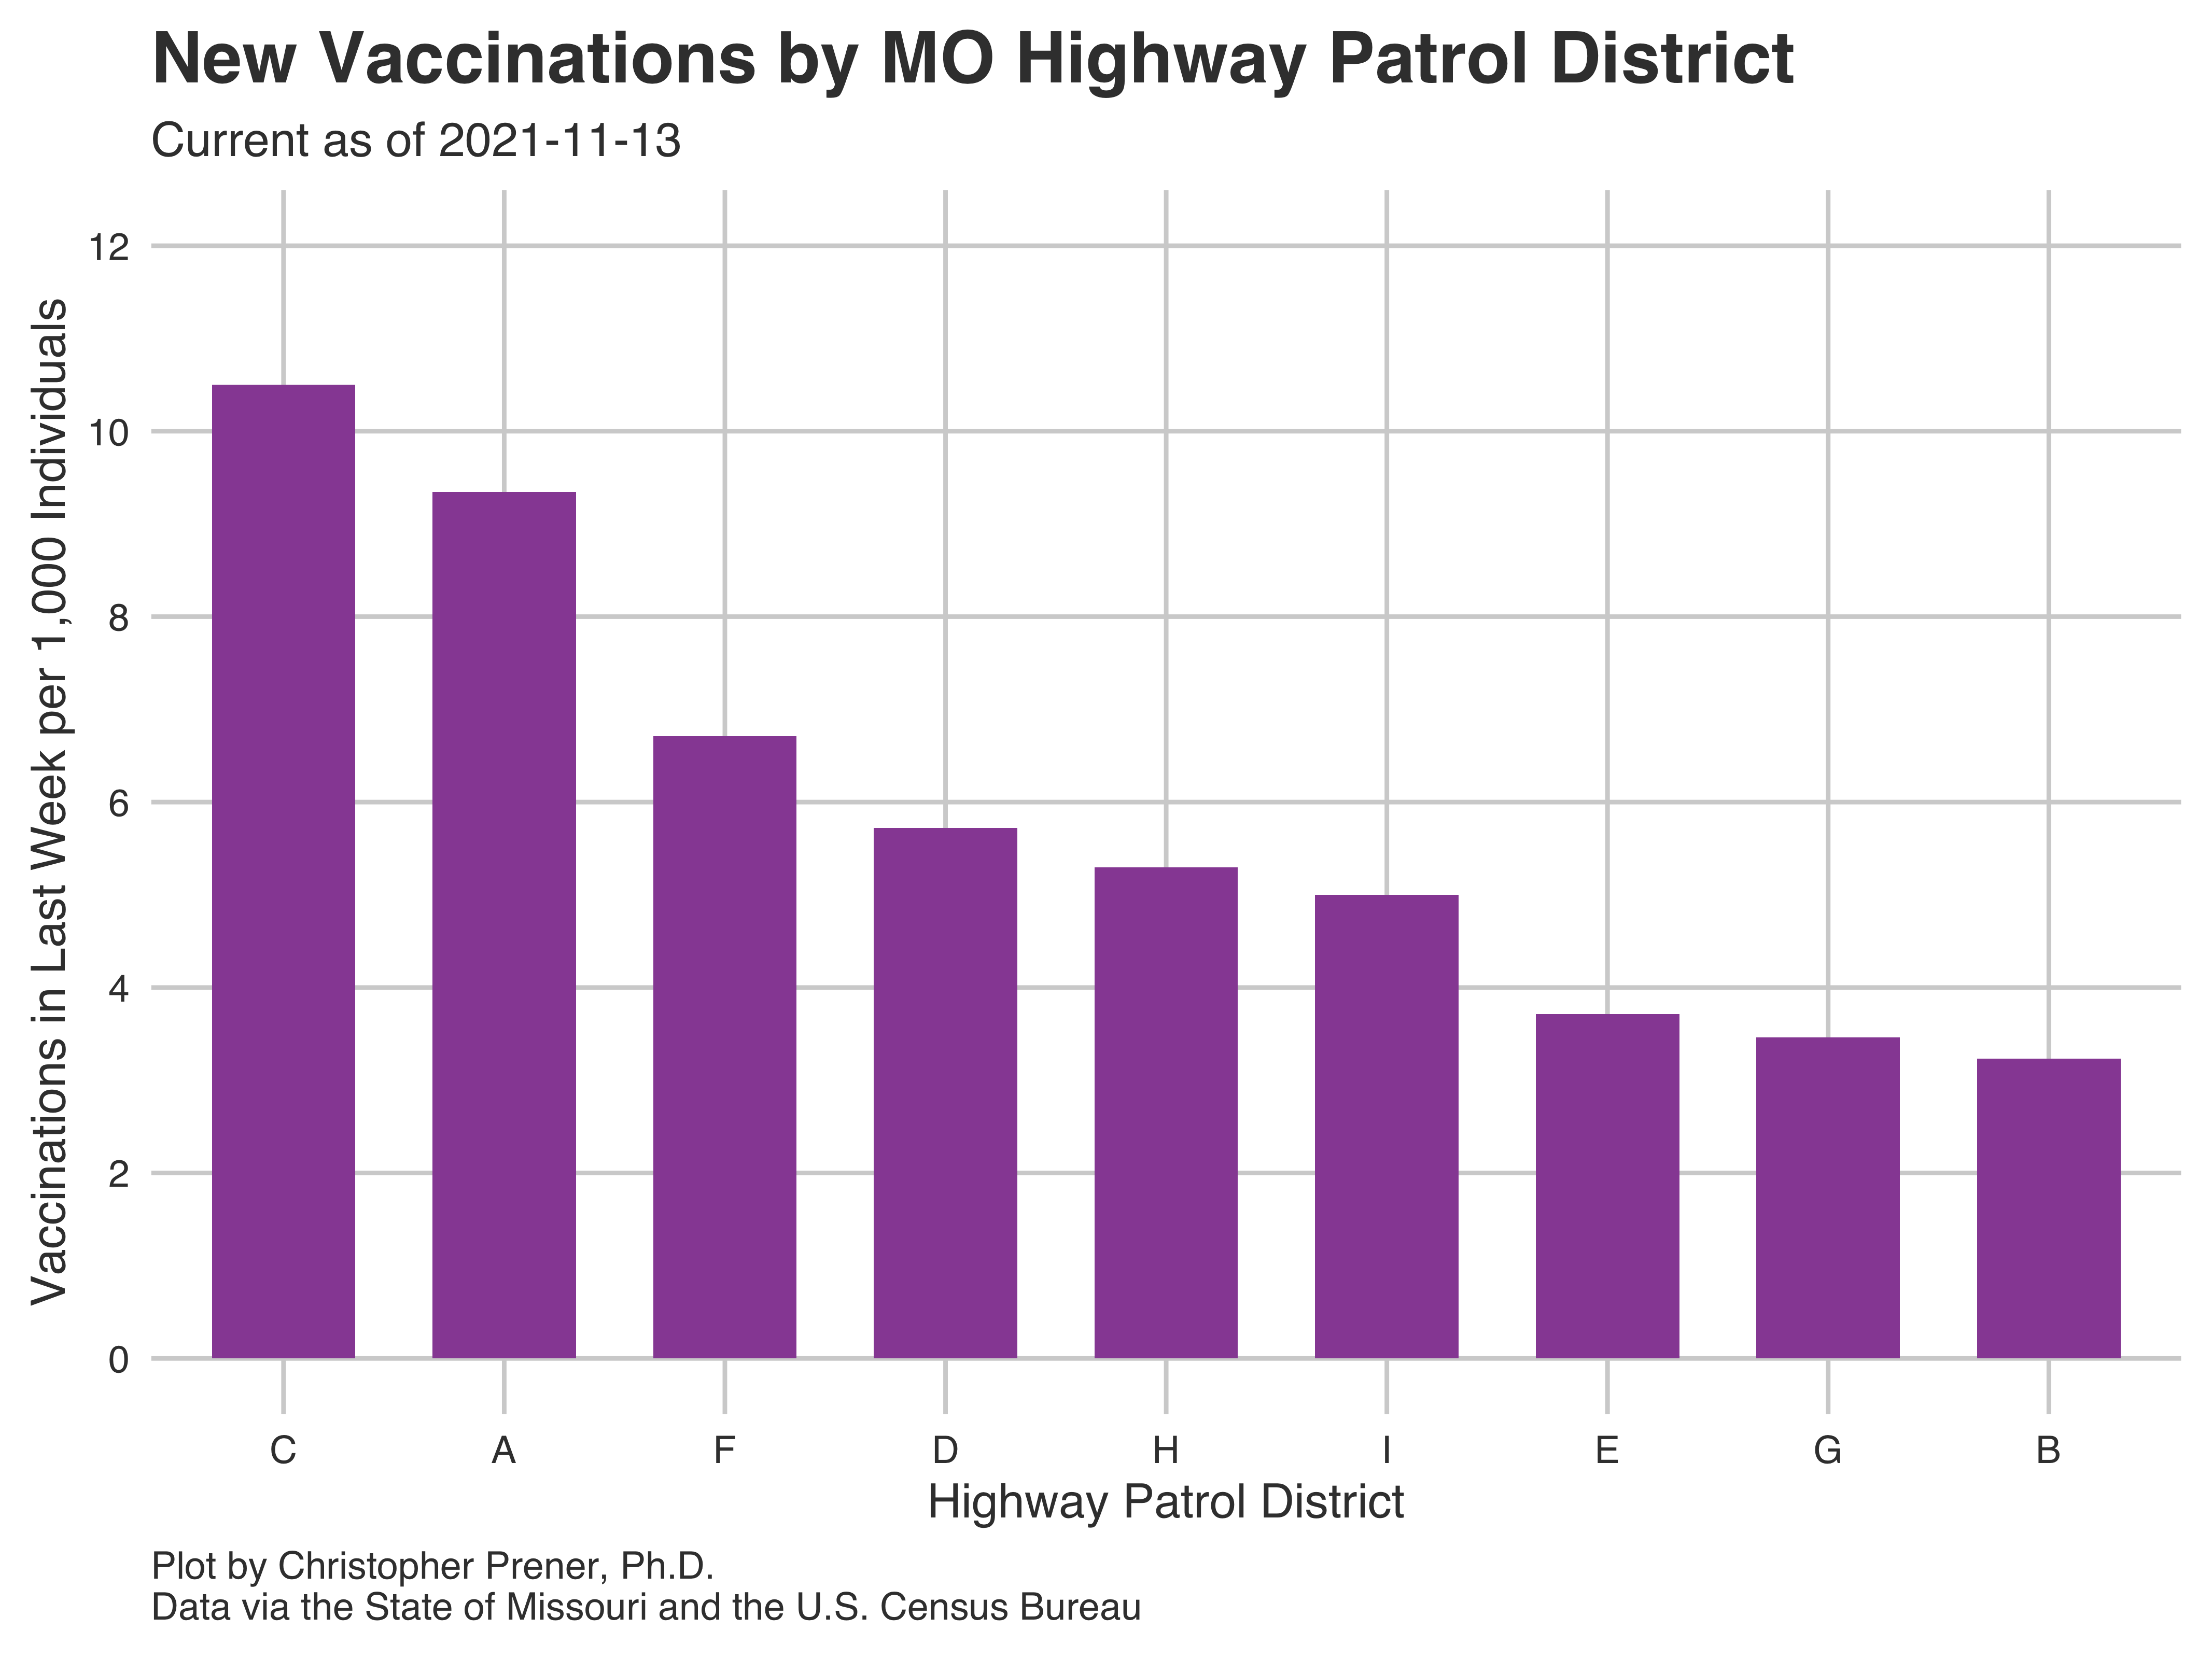 New Vaccinations by MO Highway Patrol District
Current as of 2021-11-13
Vaccinations in Last Week per 1,000 Individuals
12
10
8
6
4
2
0
C A F D H I E G B
Highway Patrol District
Plot by Christopher Prener, Ph.D.
Data via the State of Missouri and the U.S. Census Bureau